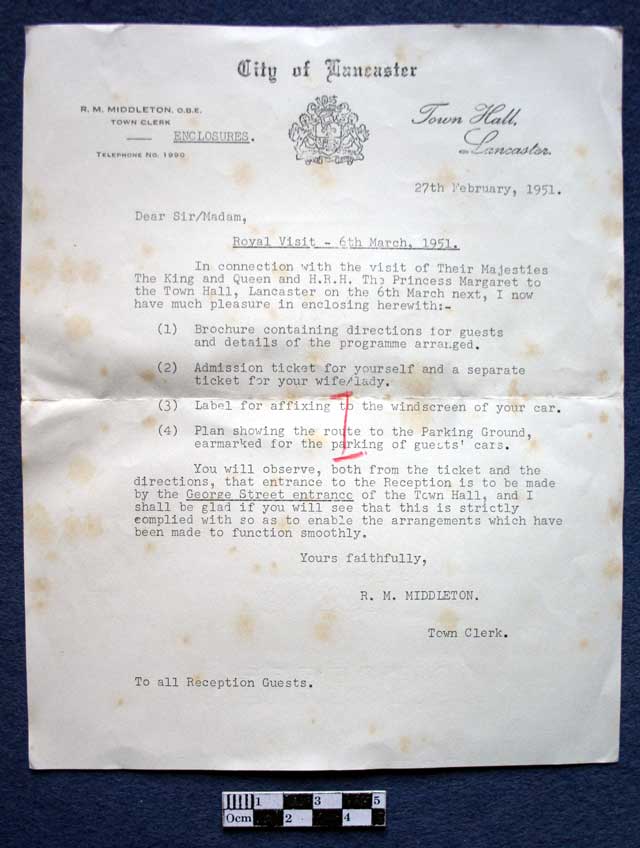 City of Lancaster
R. M. MIDDLETON, O.B.E.
TOWN CLERK
ENCLOSURES.
TELEPHONE NO. 1990
Town Hall,
Lancaster.
27th February, 1951.
Dear Sir/Madam,
Royal Visit - 6th March, 1951.
In connection with the visit of Their Majesties
The King and Queen and H.R.H. The Princess Margaret to
the Town Hall, Lancaster on the 6th March next, I now
have much pleasure in enclosing herewith:-
(1) Brochure containing directions for guests
and details of the programme arranged.
(2) Admission ticket for yourself and a separate
ticket for your wife/lady.
(3) Label for affixing to the windscreen of your car.
(4) Plan showing the route to the Parking Ground,
earmarked for the parking of guests' cars.
You will observe, both from the ticket and the
directions, that entrance to the Reception is to be made
by the George Street entrance of the Town Hall, and I
shall be glad if you will see that this is strictly
complied with so as to enable the arrangements which have
been made to function smoothly.
Yours faithfully,
R. M. MIDDLETON.
Town Clerk.
To all Reception Guests.
1 3 5
0cm 2 4